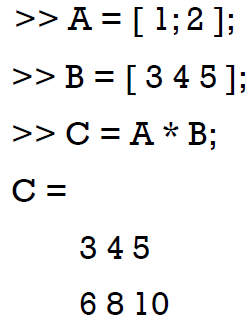 >> A = [ 1; 2 ];
>> B = [ 3 4 5 ];
>> C = A * B;
C =
3 4 5
6 8 10